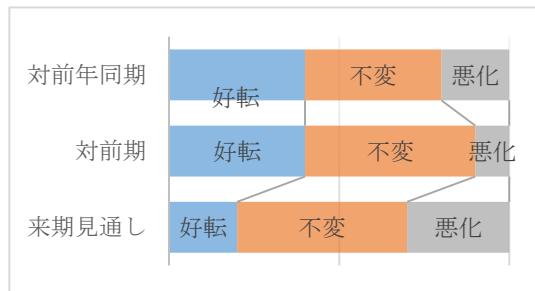 対前年同期 好転 不変 悪化
対前期 好転 不変 悪化
来期見通し 好転 不変 悪化